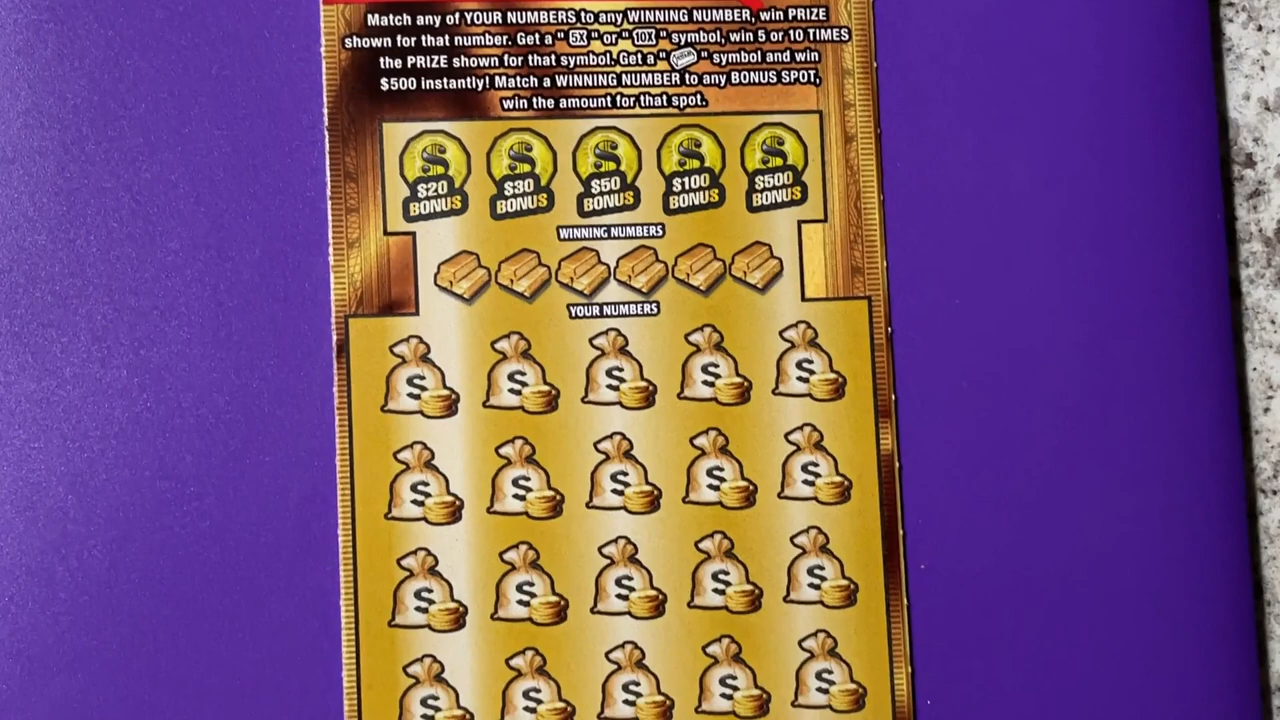 Match any of YOUR NUMBERS to any WINNING NUMBER, win PRIZE
shown for that number. Get a " 5X " or " 10X " symbol, win 5 or 10 TIMES
the PRIZE shown for that symbol. Get a " " symbol and win
$500 instantly! Match a WINNING NUMBER to any BONUS SPOT,
win the amount for that spot.
$ $ $ $ $
$20 $30 $50 $100 $500
BONUS BONUS BONUS BONUS BONUS
WINNING NUMBERS
YOUR NUMBERS
$ $ $ $ $
$ $ $ $ $
$ $ $ $ $
$ $ $ $ $